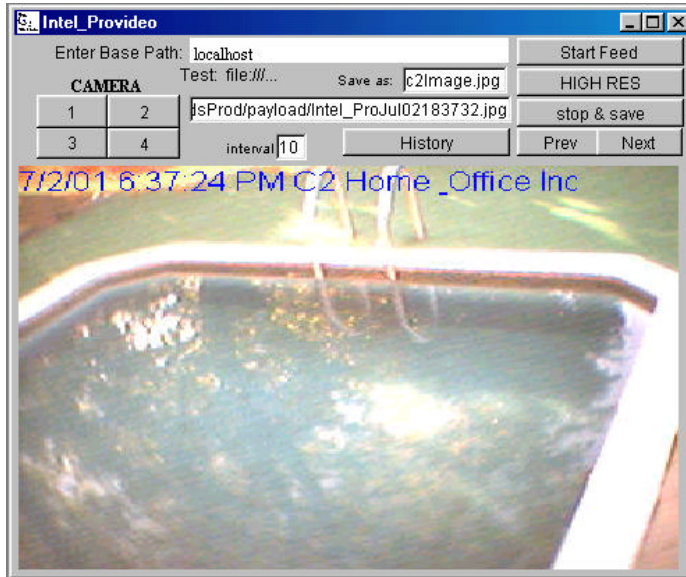 Intel_Provideo
Enter Base Path: localhost
Start Feed
Test: file:///...
Save as: c2Image.jpg
HIGH RES
CAMERA
1 2
dsProd/payload/Intel_ProJul02183732.jpg
stop & save
3 4
interval 10
History
Prev Next
7/2/01 6:37:24 PM C2 Home _Office Inc